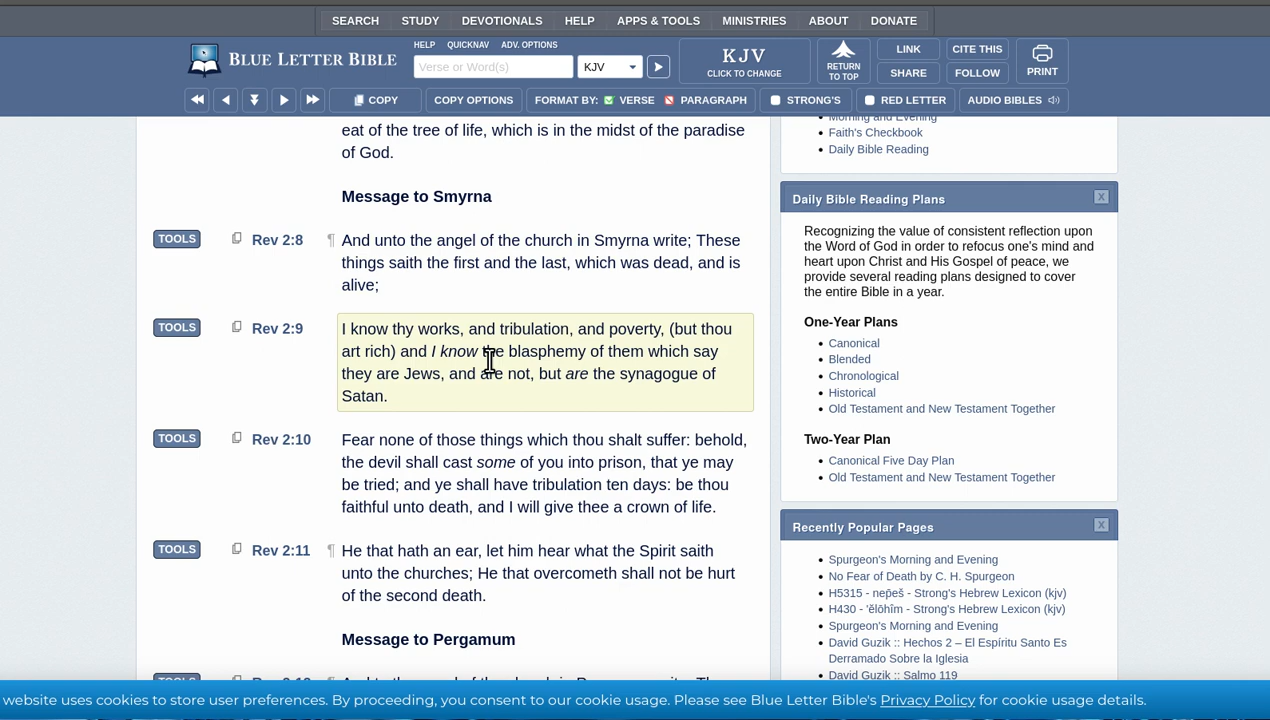 SEARCH STUDY DEVOTIONALS HELP APPS & TOOLS MINISTRIES ABOUT DONATE
BLUE LETTER BIBLE
HELP QUICKNAV ADV. OPTIONS
Verse or Word(s) KJV
KJV
CLICK TO CHANGE
RETURN
TO TOP
LINK CITE THIS
SHARE FOLLOW
PRINT
COPY COPY OPTIONS FORMAT BY: VERSE PARAGRAPH STRONG'S RED LETTER AUDIO BIBLES
eat of the tree of life, which is in the midst of the paradise
of God.
Message to Smyrna
TOOLS Rev 2:8 ¶ And unto the angel of the church in Smyrna write; These
things saith the first and the last, which was dead, and is
alive;
TOOLS Rev 2:9 I know thy works, and tribulation, and poverty, (but thou
art rich) and I know the blasphemy of them which say
they are Jews, and are not, but are the synagogue of
Satan.
TOOLS Rev 2:10 Fear none of those things which thou shalt suffer: behold,
the devil shall cast some of you into prison, that ye may
be tried; and ye shall have tribulation ten days: be thou
faithful unto death, and I will give thee a crown of life.
TOOLS Rev 2:11 ¶ He that hath an ear, let him hear what the Spirit saith
unto the churches; He that overcometh shall not be hurt
of the second death.
Message to Pergamum
Morning and Evening
Faith's Checkbook
Daily Bible Reading
Daily Bible Reading Plans X
Recognizing the value of consistent reflection upon
the Word of God in order to refocus one's mind and
heart upon Christ and His Gospel of peace, we
provide several reading plans designed to cover
the entire Bible in a year.
One-Year Plans
Canonical
Blended
Chronological
Historical
Old Testament and New Testament Together
Two-Year Plan
Canonical Five Day Plan
Old Testament and New Testament Together
Recently Popular Pages X
Spurgeon's Morning and Evening
No Fear of Death by C. H. Spurgeon
H5315 - nep̄eš - Strong's Hebrew Lexicon (kjv)
H430 - 'ĕlōhîm - Strong's Hebrew Lexicon (kjv)
Spurgeon's Morning and Evening
David Guzik :: Hechos 2 – El Espíritu Santo Es
Derramado Sobre la Iglesia
David Guzik :: Salmo 119
website uses cookies to store user preferences. By proceeding, you consent to our cookie usage. Please see Blue Letter Bible's Privacy Policy for cookie usage details.